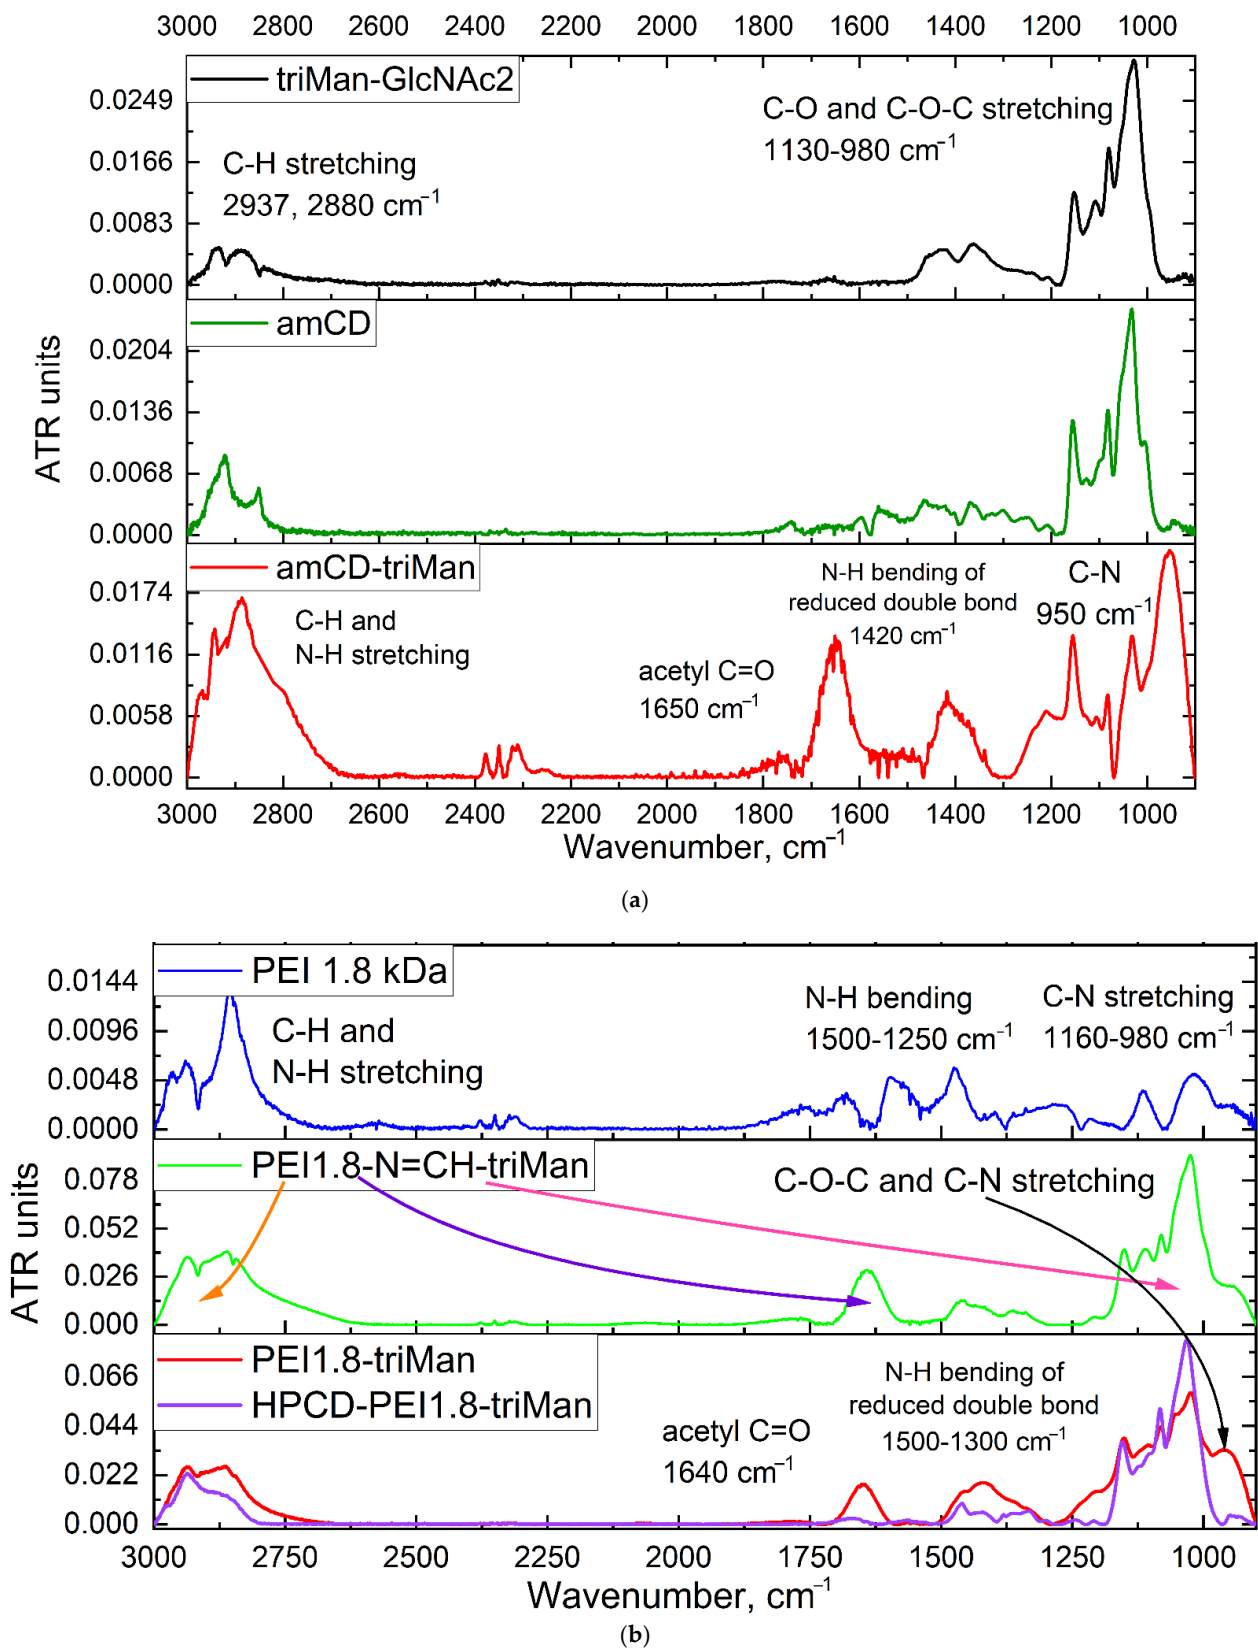 3000 2800 2600 2400 2200 2000 1800 1600 1400 1200 1000
triMan-GlcNAc2
0.0249
C-O and C-O-C stretching
1130-980 cm⁻¹
0.0166
C-H stretching
2937, 2880 cm⁻¹
0.0083
0.0000
amCD
0.0204
0.0136
0.0068
0.0000
ATR units
amCD-triMan
N-H bending of
reduced double bond
1420 cm⁻¹
C-N
950 cm⁻¹
0.0174
C-H and
N-H stretching
0.0116
acetyl C=O
1650 cm⁻¹
0.0058
0.0000
3000 2800 2600 2400 2200 2000 1800 1600 1400 1200 1000
Wavenumber, cm⁻¹
(a)
PEI 1.8 kDa
0.0144
N-H bending
1500-1250 cm⁻¹
C-N stretching
1160-980 cm⁻¹
0.0096
C-H and
N-H stretching
0.0048
0.0000
PEI1.8-N=CH-triMan
C-O-C and C-N stretching
0.078
0.052
0.026
0.000
ATR units
PEI1.8-triMan
HPCD-PEI1.8-triMan
N-H bending of
reduced double bond
1500-1300 cm⁻¹
0.066
0.044
acetyl C=O
1640 cm⁻¹
0.022
0.000
3000 2750 2500 2250 2000 1750 1500 1250 1000
Wavenumber, cm⁻¹
(b)